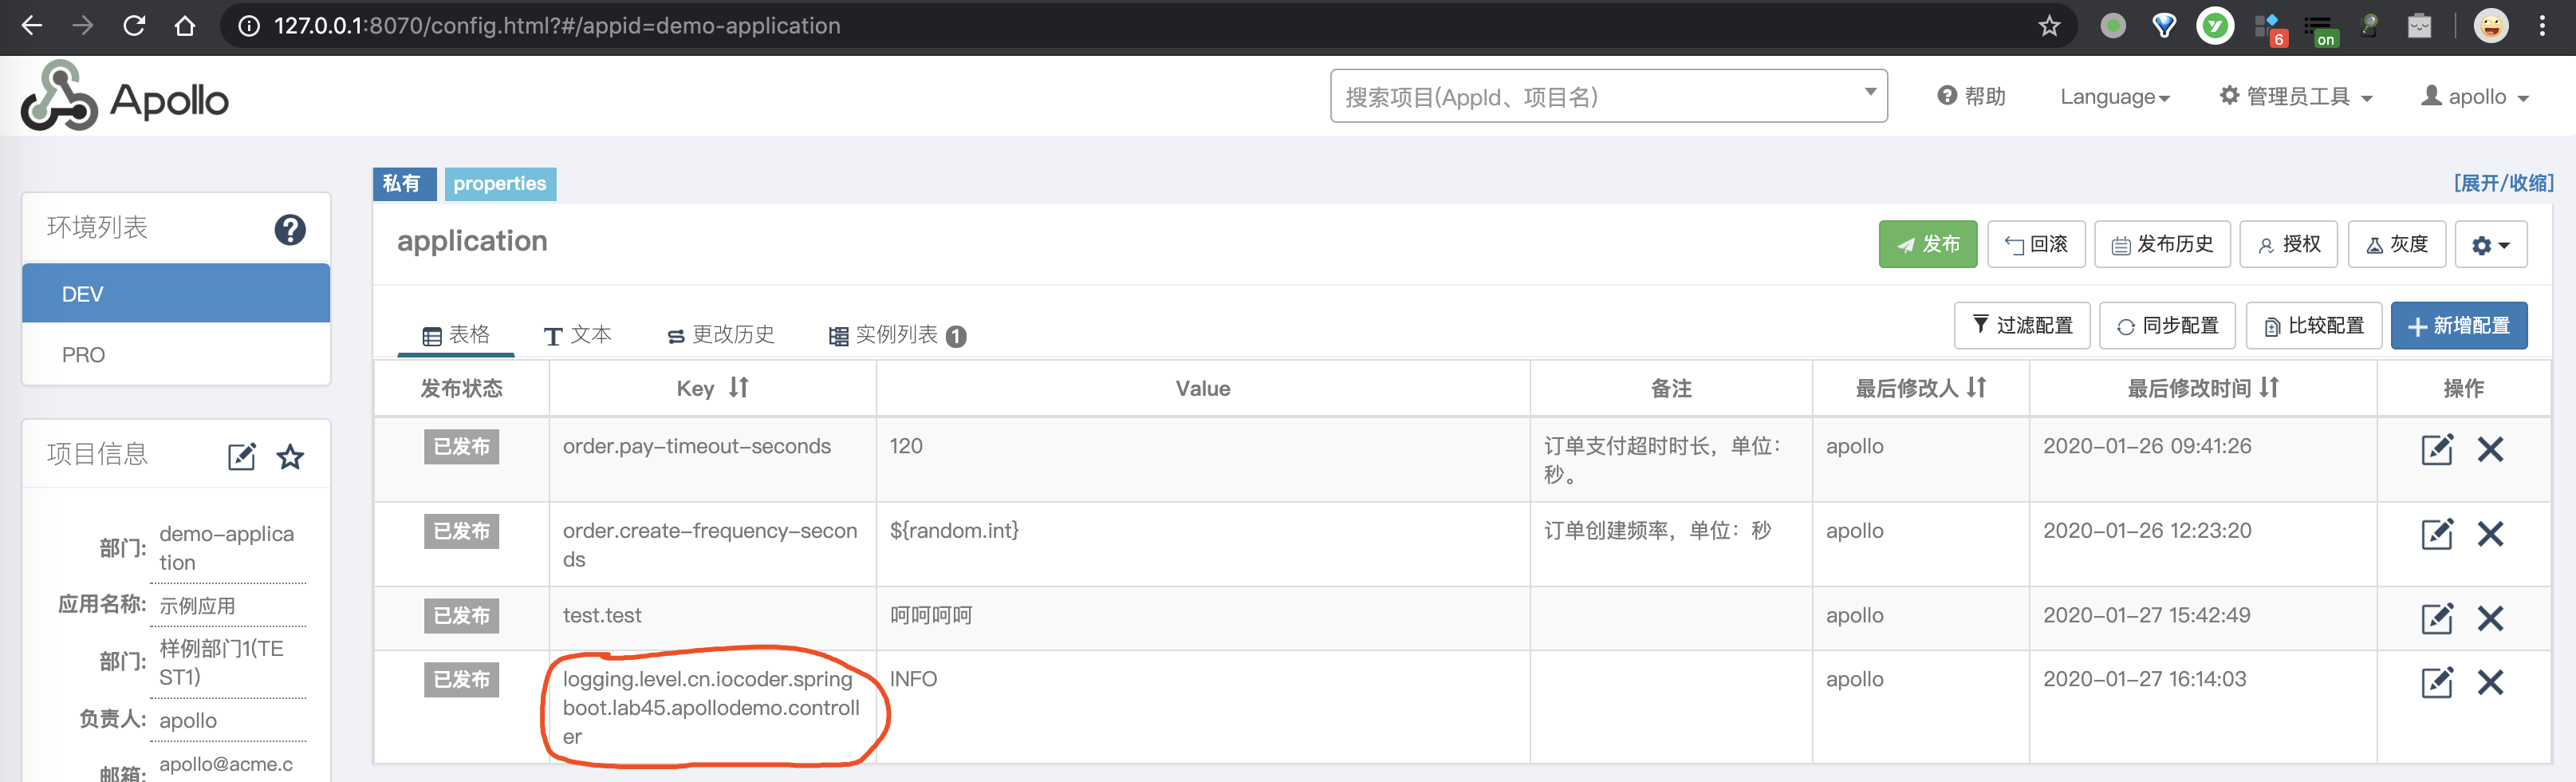 127.0.0.1:8070/config.html?#/appid=demo-application
6
on
Apollo
搜索项目(AppId、项目名)
帮助
Language
管理员工具
apollo
私有
properties
[展开/收缩]
环境列表
DEV
PRO
application
发布
回滚
发布历史
授权
灰度
表格
文本
更改历史
实例列表 1
过滤配置
同步配置
比较配置
新增配置
发布状态
Key
Value
备注
最后修改人
最后修改时间
操作
已发布
order.pay-timeout-seconds
120
订单支付超时时长，单位：
秒。
apollo
2020-01-26 09:41:26
已发布
order.create-frequency-secon
ds
${random.int}
订单创建频率，单位：秒
apollo
2020-01-26 12:23:20
已发布
test.test
呵呵呵呵
apollo
2020-01-27 15:42:49
已发布
logging.level.cn.iocoder.spring
boot.lab45.apollodemo.controll
er
INFO
apollo
2020-01-27 16:14:03
项目信息
部门:
demo-applica
tion
应用名称:
示例应用
部门:
样例部门1(TE
ST1)
负责人:
apollo
邮箱:
apollo@acme.c